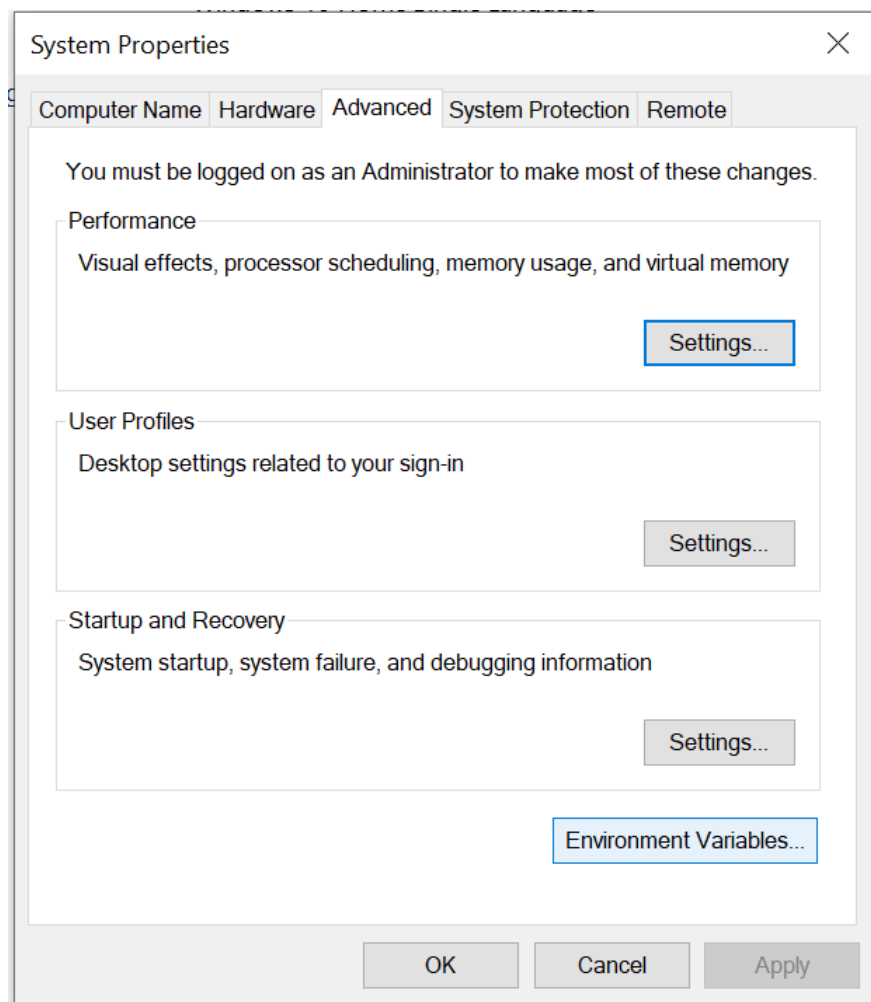 System Properties
Computer Name Hardware Advanced System Protection Remote
You must be logged on as an Administrator to make most of these changes.
Performance
Visual effects, processor scheduling, memory usage, and virtual memory
Settings...
User Profiles
Desktop settings related to your sign-in
Settings...
Startup and Recovery
System startup, system failure, and debugging information
Settings...
Environment Variables...
OK Cancel Apply